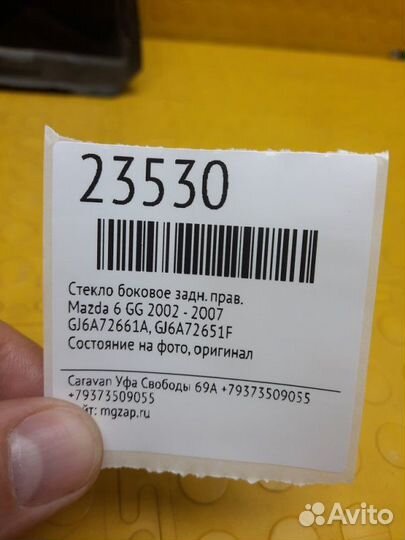 23530
Стекло боковое задн. прав.
Mazda 6 GG 2002 - 2007
GJ6A72661A, GJ6A72651F
Состояние на фото, оригинал
Caravan Уфа Свободы 69А +79373509055
+79373509055
йт: mgzap.ru
Avito